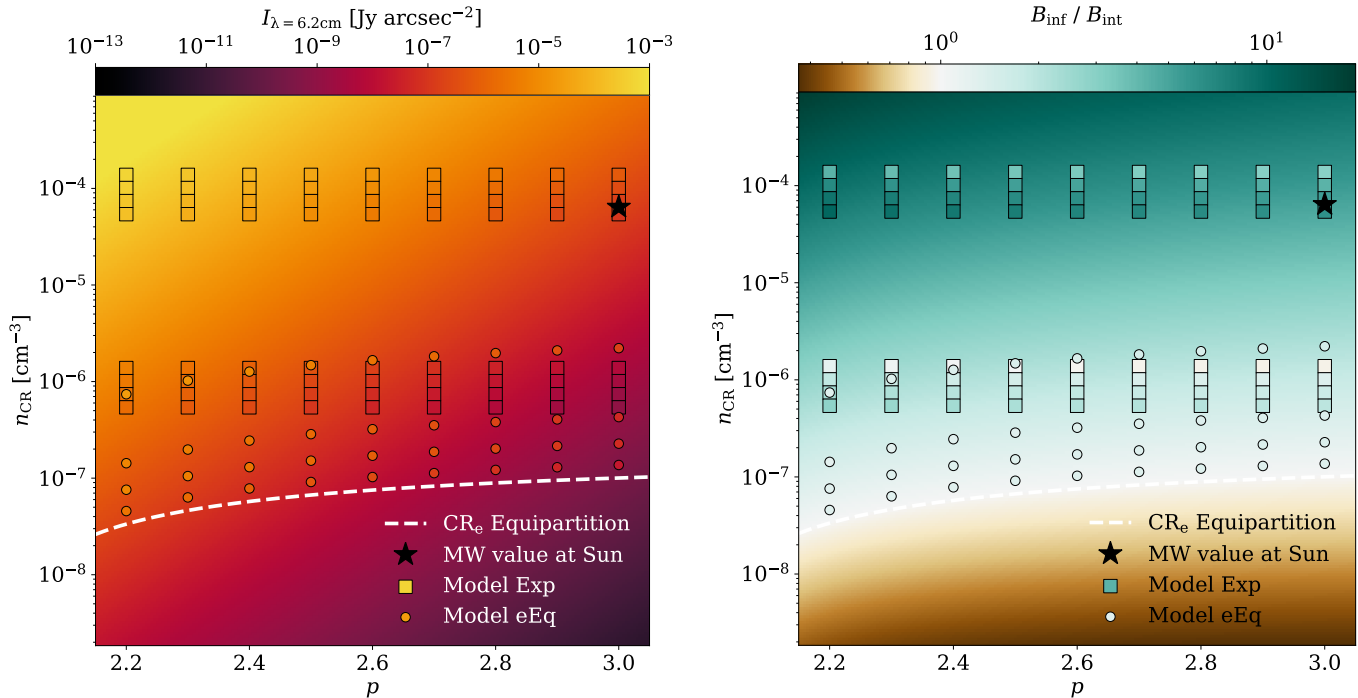 I_{λ=6.2cm} [Jy arcsec^{−2}]
10^{−13} 10^{−11} 10^{−9} 10^{−7} 10^{−5} 10^{−3}
n_{CR} [cm^{−3}]
10^{−4}
10^{−5}
10^{−6}
10^{−7}
10^{−8}
CR_e Equipartition
MW value at Sun
Model Exp
Model eEq
2.2 2.4 2.6 2.8 3.0
p
B_{inf} / B_{int}
10^0 10^1
n_{CR} [cm^{−3}]
10^{−4}
10^{−5}
10^{−6}
10^{−7}
10^{−8}
CR_e Equipartition
MW value at Sun
Model Exp
Model eEq
2.2 2.4 2.6 2.8 3.0
p